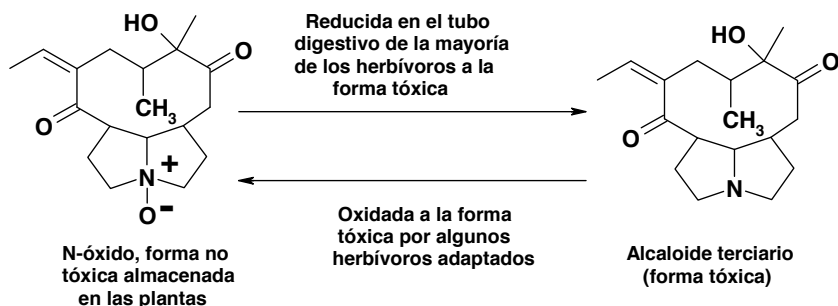 HO
O
O
CH3
N
+
O-
N-óxido, forma no
tóxica almacenada
en las plantas
Reducida en el tubo
digestivo de la mayoría
de los herbívoros a la
forma tóxica
Oxidada a la forma
tóxica por algunos
herbívoros adaptados
HO
O
O
CH3
N
Alcaloide terciario
(forma tóxica)